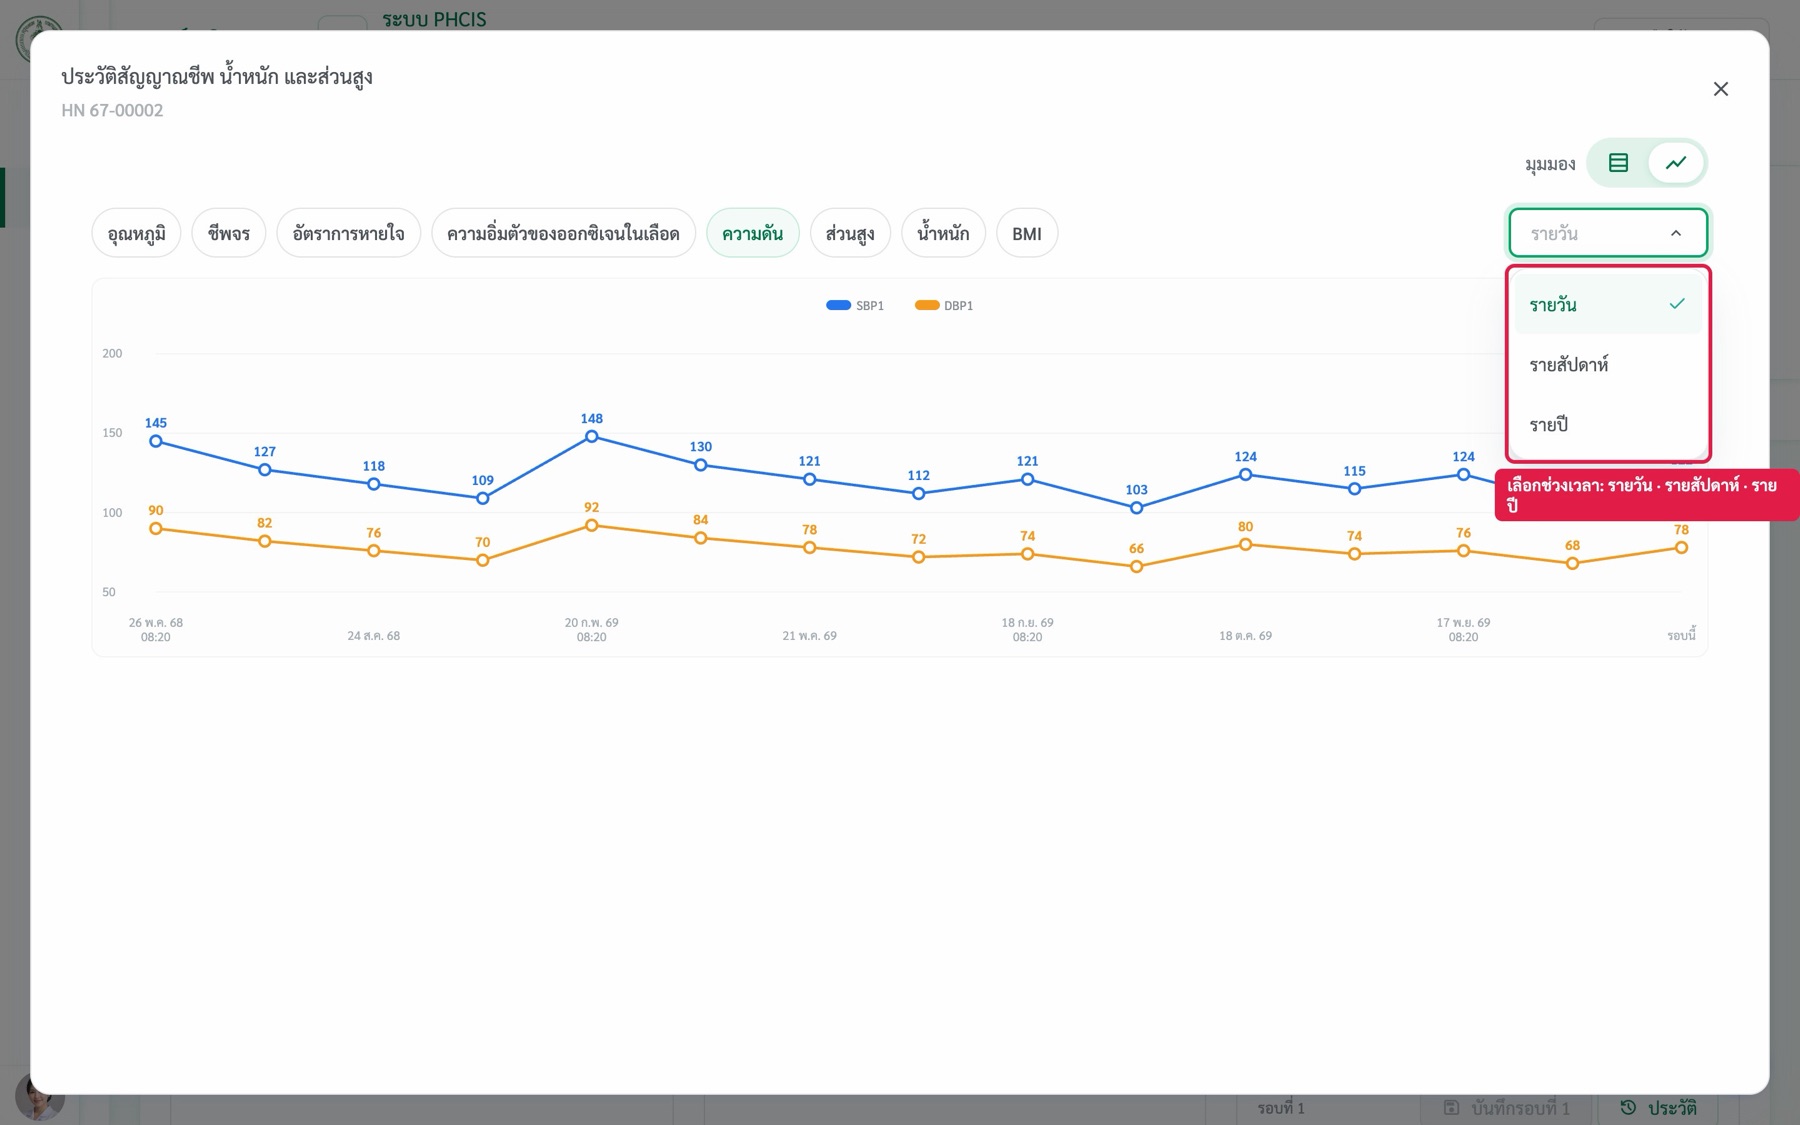 ระบบ PHCIS
ประวัติสัญญาณชีพ น้ำหนัก และส่วนสูง
HN 67-00002
มุมมอง
อุณหภูมิ
ชีพจร
อัตราการหายใจ
ความอิ่มตัวของออกซิเจนในเลือด
ความดัน
ส่วนสูง
น้ำหนัก
BMI
รายวัน
รายวัน
รายสัปดาห์
รายปี
เลือกช่วงเวลา: รายวัน · รายสัปดาห์ · ราย
ปี
SBP1
DBP1
200
150
100
50
145
127
118
109
148
130
121
112
121
103
124
115
124
90
82
76
70
92
84
78
72
74
66
80
74
76
68
78
26 พ.ค. 68
08:20
24 ส.ค. 68
20 ก.พ. 69
08:20
21 พ.ค. 69
18 ก.ย. 69
08:20
18 ต.ค. 69
17 พ.ย. 69
08:20
รอบนี้
รอบที่ 1
บันทึกรอบที่ 1
ประวัติ